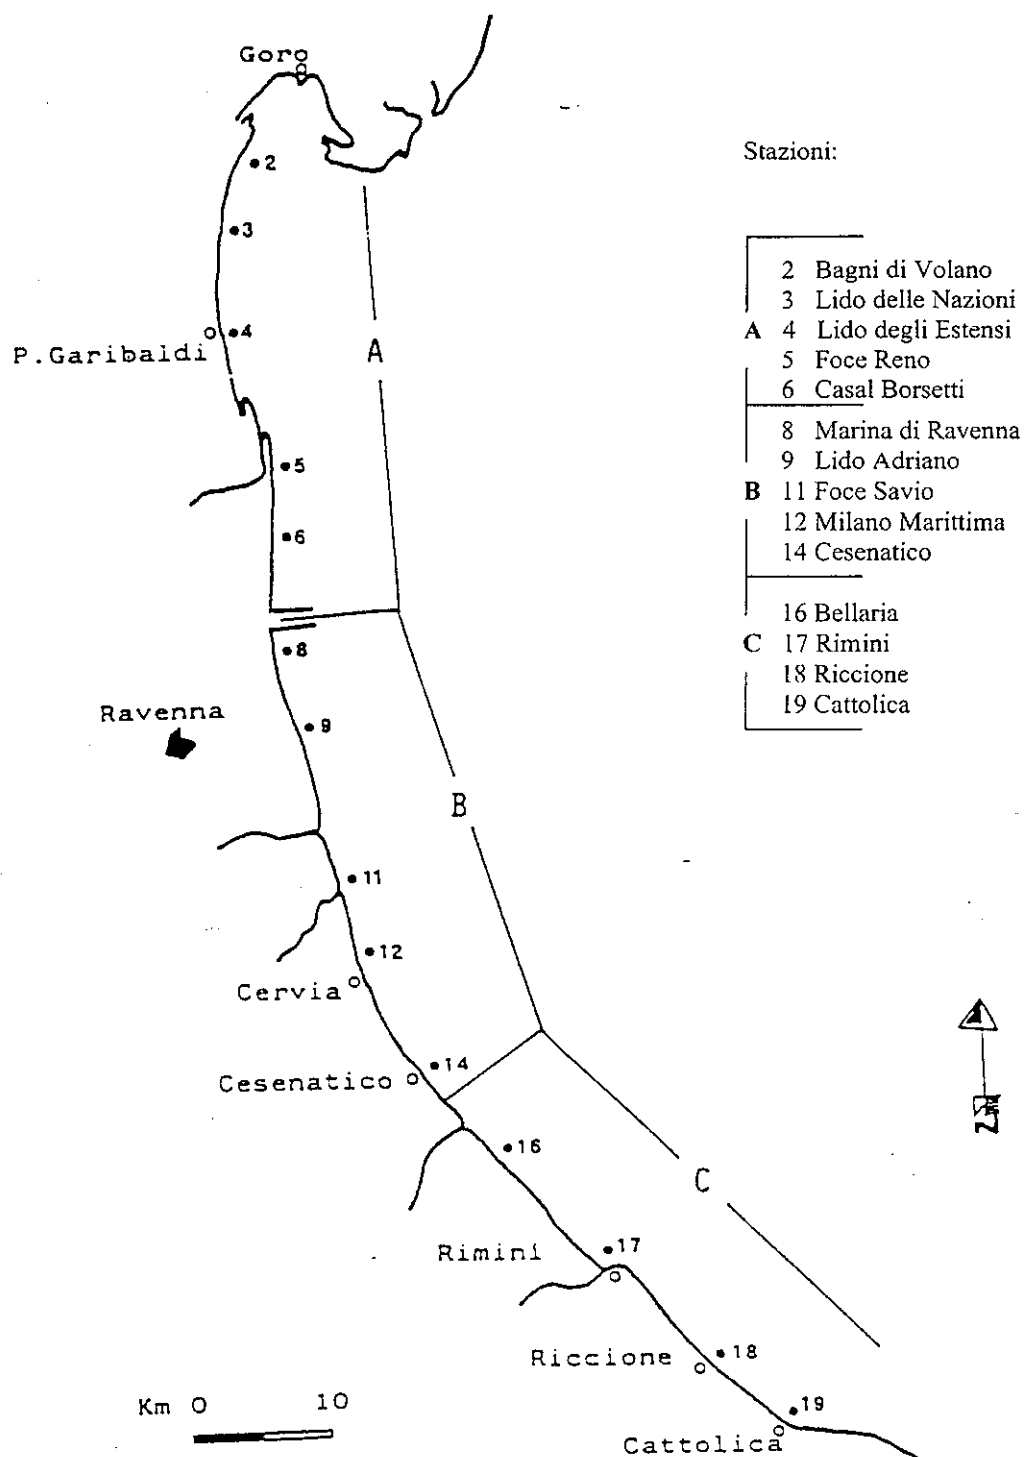 Goro
Stazioni:
2
3
4
P.Garibaldi
A
5
6
8
Ravenna
9
B
11
12
Cervia
14
Cesenatico
16
C
Rimini
17
Riccione
18
19
Cattolica
Km 0 10
2 Bagni di Volano
3 Lido delle Nazioni
A 4 Lido degli Estensi
5 Foce Reno
6 Casal Borsetti
8 Marina di Ravenna
9 Lido Adriano
B 11 Foce Savio
12 Milano Marittima
14 Cesenatico
16 Bellaria
C 17 Rimini
18 Riccione
19 Cattolica